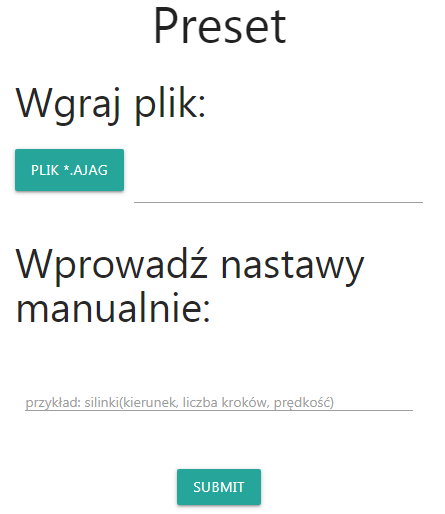 Preset
Wgraj plik:
PLIK *.AJAG
Wprowadź nastawy
manualnie:
przykład: silinki(kierunek, liczba kroków, prędkość)
SUBMIT